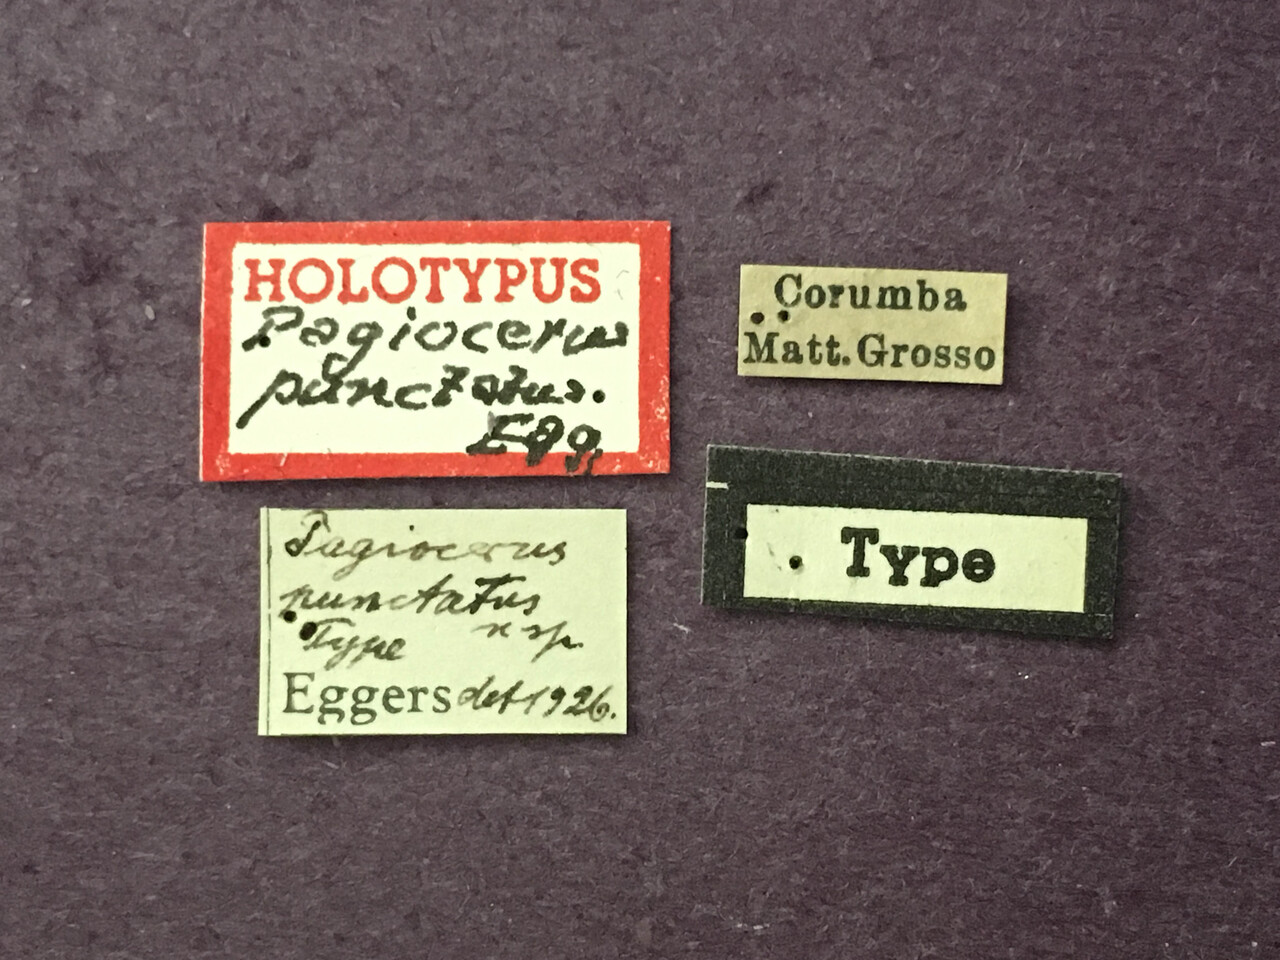 HOLOTYPUS
Pagiocerus
punctatus.
Egg.
Corumba
Matt. Grosso
Pagiocerus
punctatus
n sp.
Type
Eggers det 1926.
Type